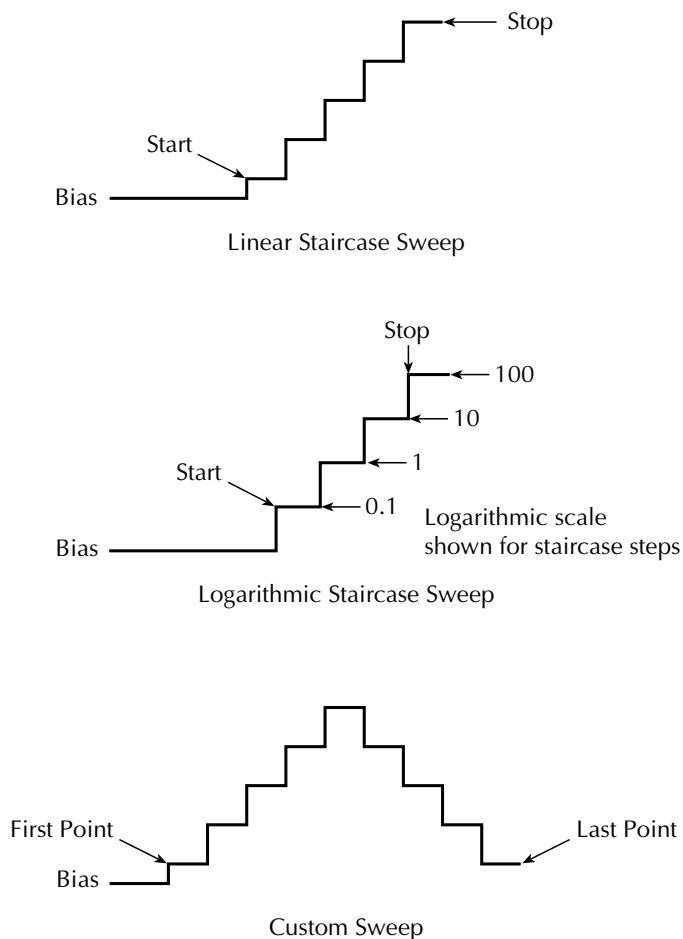 Stop
Start
Bias
Linear Staircase Sweep
Stop
100
10
Start
1
0.1
Logarithmic scale
shown for staircase steps
Bias
Logarithmic Staircase Sweep
First Point
Last Point
Bias
Custom Sweep